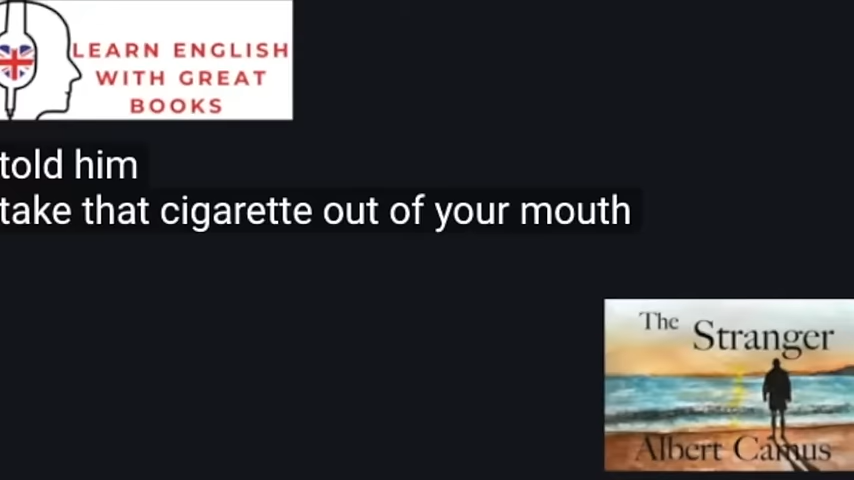 LEARN ENGLISH
WITH GREAT
BOOKS
told him
take that cigarette out of your mouth
The Stranger
Albert Camus